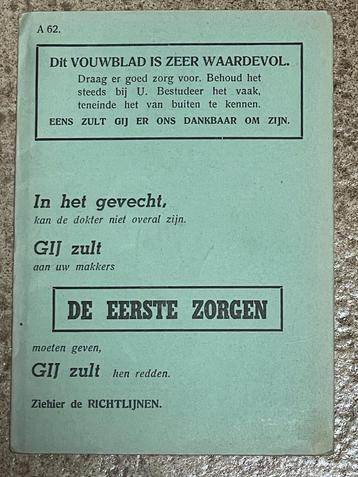 A 62.
Dit VOUWBLAD IS ZEER WAARDEVOL.
Draag er goed zorg voor. Behoud het
steeds bij U. Bestudeer het vaak,
teneinde het van buiten te kennen.
EENS ZULT GIJ ER ONS DANKBAAR OM ZIJN.
In het gevecht,
kan de dokter niet overal zijn.
GIJ zult
aan uw makkers
DE EERSTE ZORGEN
moeten geven,
GIJ zult hen redden.
Ziehier de RICHTLIJNEN.